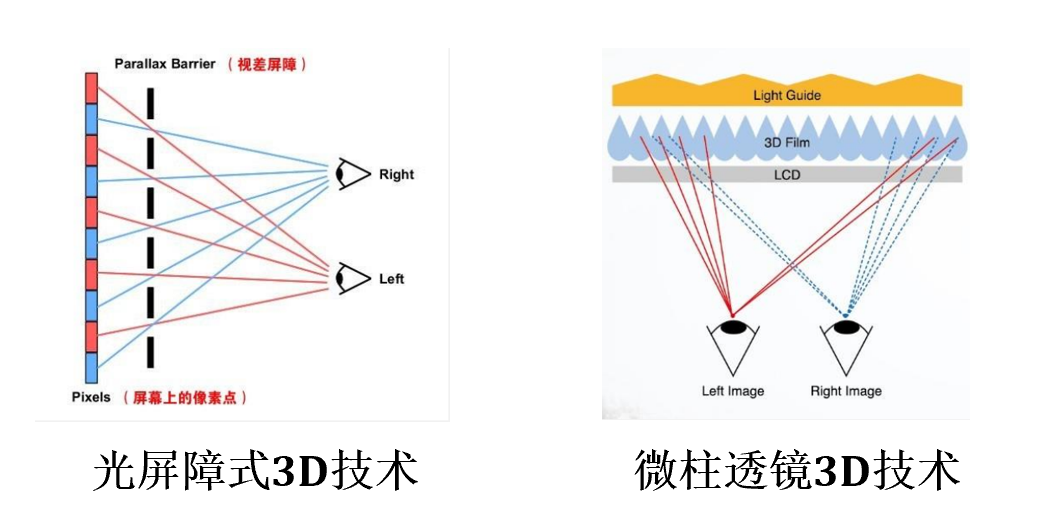 Parallax Barrier （视差屏障）
Right
Left
Pixels （屏幕上的像素点）
光屏障式3D技术
Light Guide
3D Film
LCD
Left Image
Right Image
微柱透镜3D技术